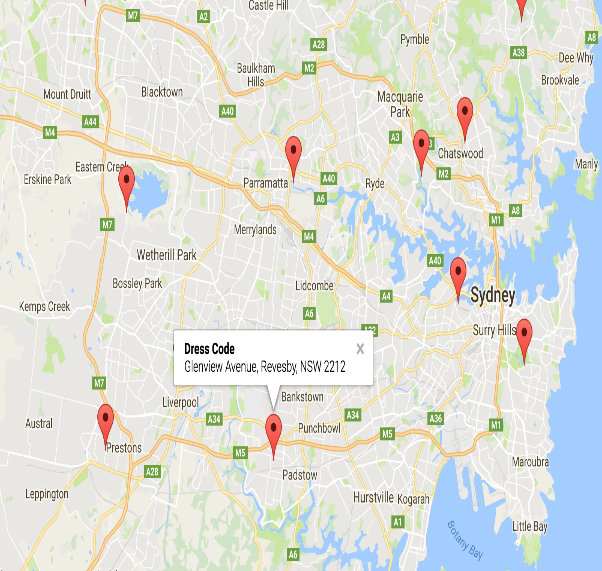 Castle Hill
M7
A2
A28
Pymble
A38
A8
Dee Why
M2
Baulkham
Hills
Brookvale
Mount Druitt
Blacktown
Macquarie
Park
A40
A44
M4
A3
Chatswood
Eastern Creek
Manly
Erskine Park
Parramatta
A40
Ryde
M2
A6
A8
M7
Merrylands
M1
M4
Wetherill Park
A40
Bossley Park
Lidcombe
A4
Sydney
Kemps Creek
A6
Surry Hills
Dress Code
Glenview Avenue, Revesby, NSW 2212
M7
Liverpool
Bankstown
A34
A34
A36
Austral
Punchbowl
M5
M1
Prestons
M5
A28
Padstow
Maroubra
Leppington
Hurstville
Kogarah
A1
Little Bay
Botany Bay
A6